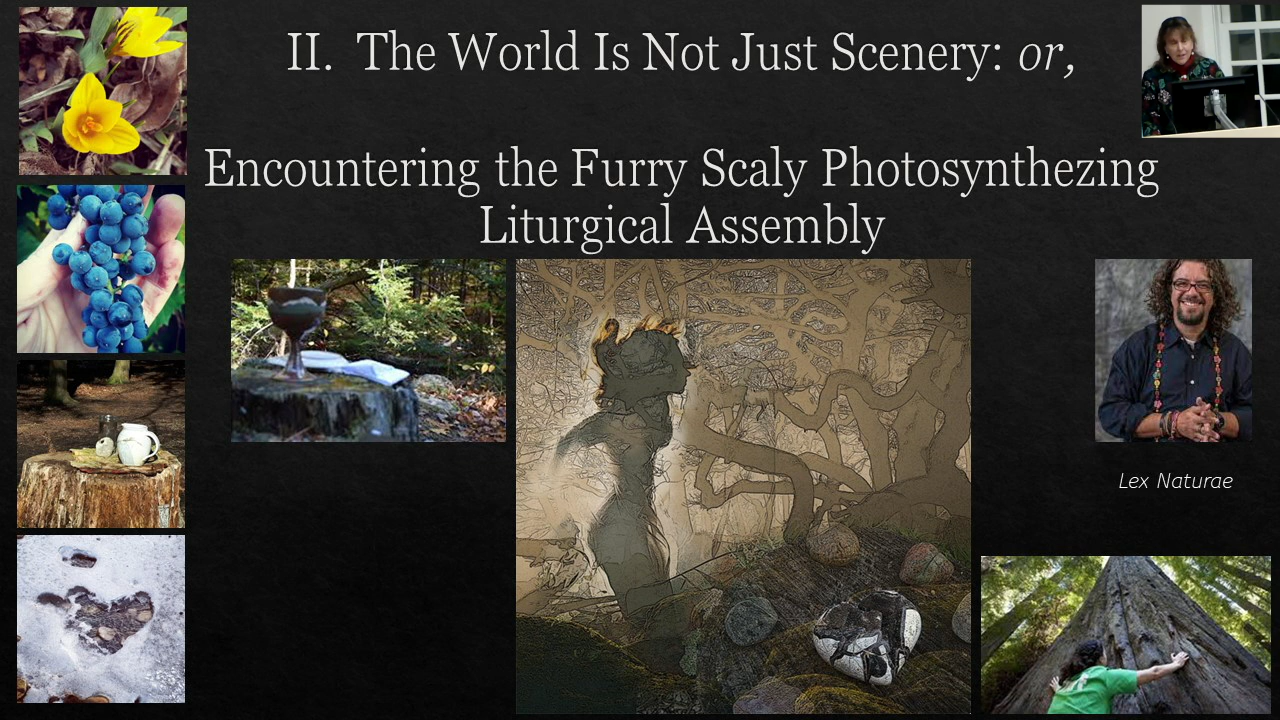 II. The World Is Not Just Scenery: or,
Encountering the Furry Scaly Photosynthezing
Liturgical Assembly
Lex Naturae